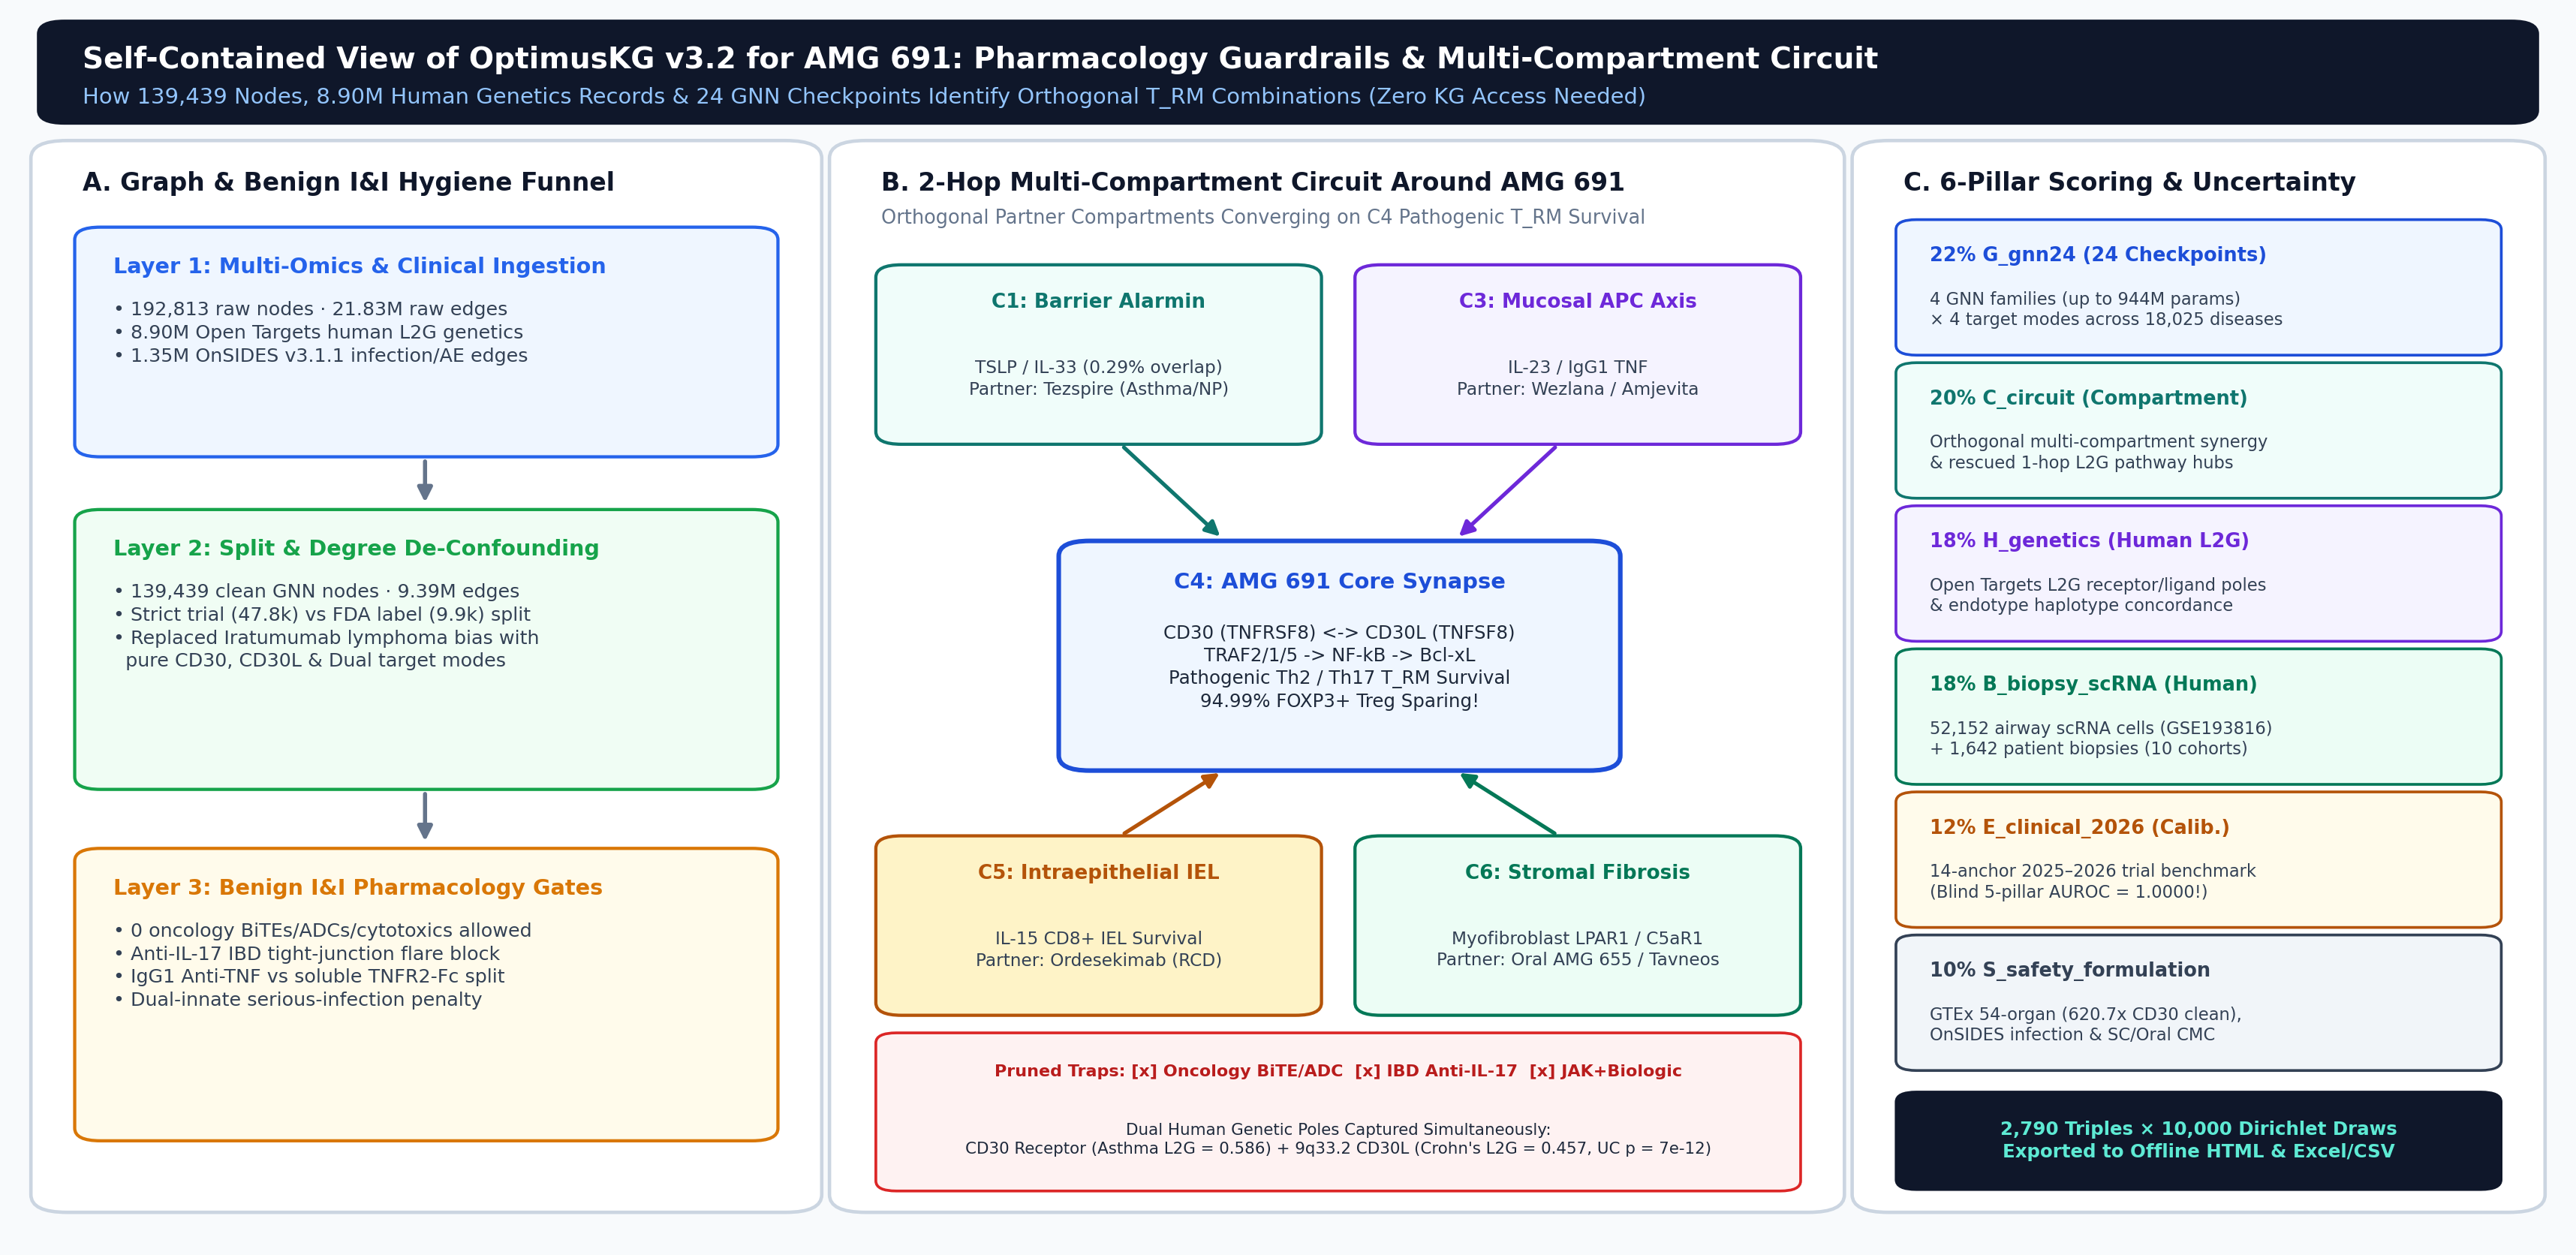 Self-Contained View of OptimusKG v3.2 for AMG 691: Pharmacology Guardrails & Multi-Compartment Circuit
How 139,439 Nodes, 8.90M Human Genetics Records & 24 GNN Checkpoints Identify Orthogonal T_RM Combinations (Zero KG Access Needed)
A. Graph & Benign I&I Hygiene Funnel
Layer 1: Multi-Omics & Clinical Ingestion
• 192,813 raw nodes · 21.83M raw edges
• 8.90M Open Targets human L2G genetics
• 1.35M OnSIDES v3.1.1 infection/AE edges
Layer 2: Split & Degree De-Confounding
• 139,439 clean GNN nodes · 9.39M edges
• Strict trial (47.8k) vs FDA label (9.9k) split
• Replaced Iratumumab lymphoma bias with
pure CD30, CD30L & Dual target modes
Layer 3: Benign I&I Pharmacology Gates
• 0 oncology BiTEs/ADCs/cytotoxics allowed
• Anti-IL-17 IBD tight-junction flare block
• IgG1 Anti-TNF vs soluble TNFR2-Fc split
• Dual-innate serious-infection penalty
B. 2-Hop Multi-Compartment Circuit Around AMG 691
Orthogonal Partner Compartments Converging on C4 Pathogenic T_RM Survival
C1: Barrier Alarmin
TSLP / IL-33 (0.29% overlap)
Partner: Tezspire (Asthma/NP)
C3: Mucosal APC Axis
IL-23 / IgG1 TNF
Partner: Wezlana / Amjevita
C4: AMG 691 Core Synapse
CD30 (TNFRSF8) <-> CD30L (TNFSF8)
TRAF2/1/5 -> NF-kB -> Bcl-xL
Pathogenic Th2 / Th17 T_RM Survival
94.99% FOXP3+ Treg Sparing!
C5: Intraepithelial IEL
IL-15 CD8+ IEL Survival
Partner: Ordesekimab (RCD)
C6: Stromal Fibrosis
Myofibroblast LPAR1 / C5aR1
Partner: Oral AMG 655 / Tavneos
Pruned Traps: [x] Oncology BiTE/ADC  [x] IBD Anti-IL-17  [x] JAK+Biologic
Dual Human Genetic Poles Captured Simultaneously:
CD30 Receptor (Asthma L2G = 0.586) + 9q33.2 CD30L (Crohn's L2G = 0.457, UC p = 7e-12)
C. 6-Pillar Scoring & Uncertainty
22% G_gnn24 (24 Checkpoints)
4 GNN families (up to 944M params)
× 4 target modes across 18,025 diseases
20% C_circuit (Compartment)
Orthogonal multi-compartment synergy
& rescued 1-hop L2G pathway hubs
18% H_genetics (Human L2G)
Open Targets L2G receptor/ligand poles
& endotype haplotype concordance
18% B_biopsy_scRNA (Human)
52,152 airway scRNA cells (GSE193816)
+ 1,642 patient biopsies (10 cohorts)
12% E_clinical_2026 (Calib.)
14-anchor 2025–2026 trial benchmark
(Blind 5-pillar AUROC = 1.0000!)
10% S_safety_formulation
GTEx 54-organ (620.7x CD30 clean),
OnSIDES infection & SC/Oral CMC
2,790 Triples × 10,000 Dirichlet Draws
Exported to Offline HTML & Excel/CSV